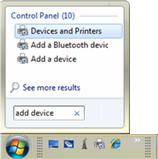 Control Panel (10)
Devices and Printers
Add a Bluetooth devic
Add a device
See more results
add device